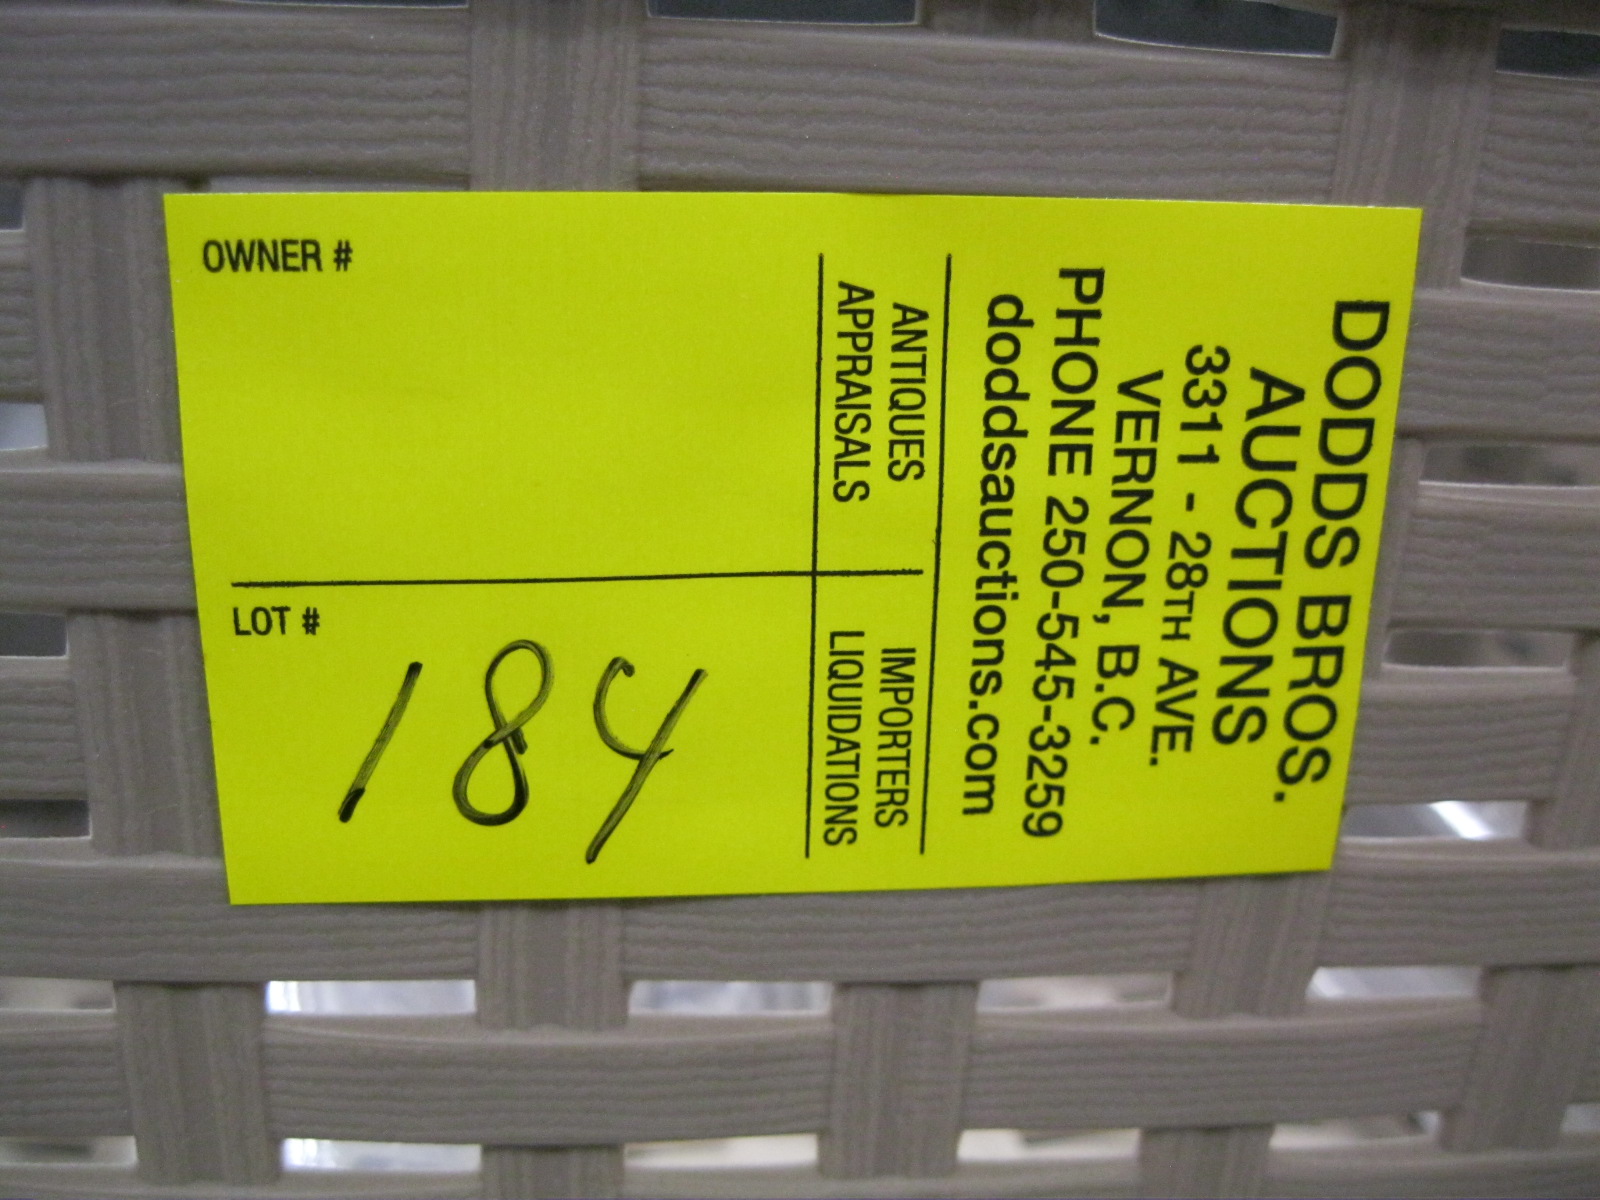 DODDS BROS.
AUCTIONS
3311 - 28TH AVE.
VERNON, B.C.
PHONE 250-545-3259
doddsauctions.com
ANTIQUES
APPRAISALS
IMPORTERS
LIQUIDATIONS
OWNER #
LOT #
184